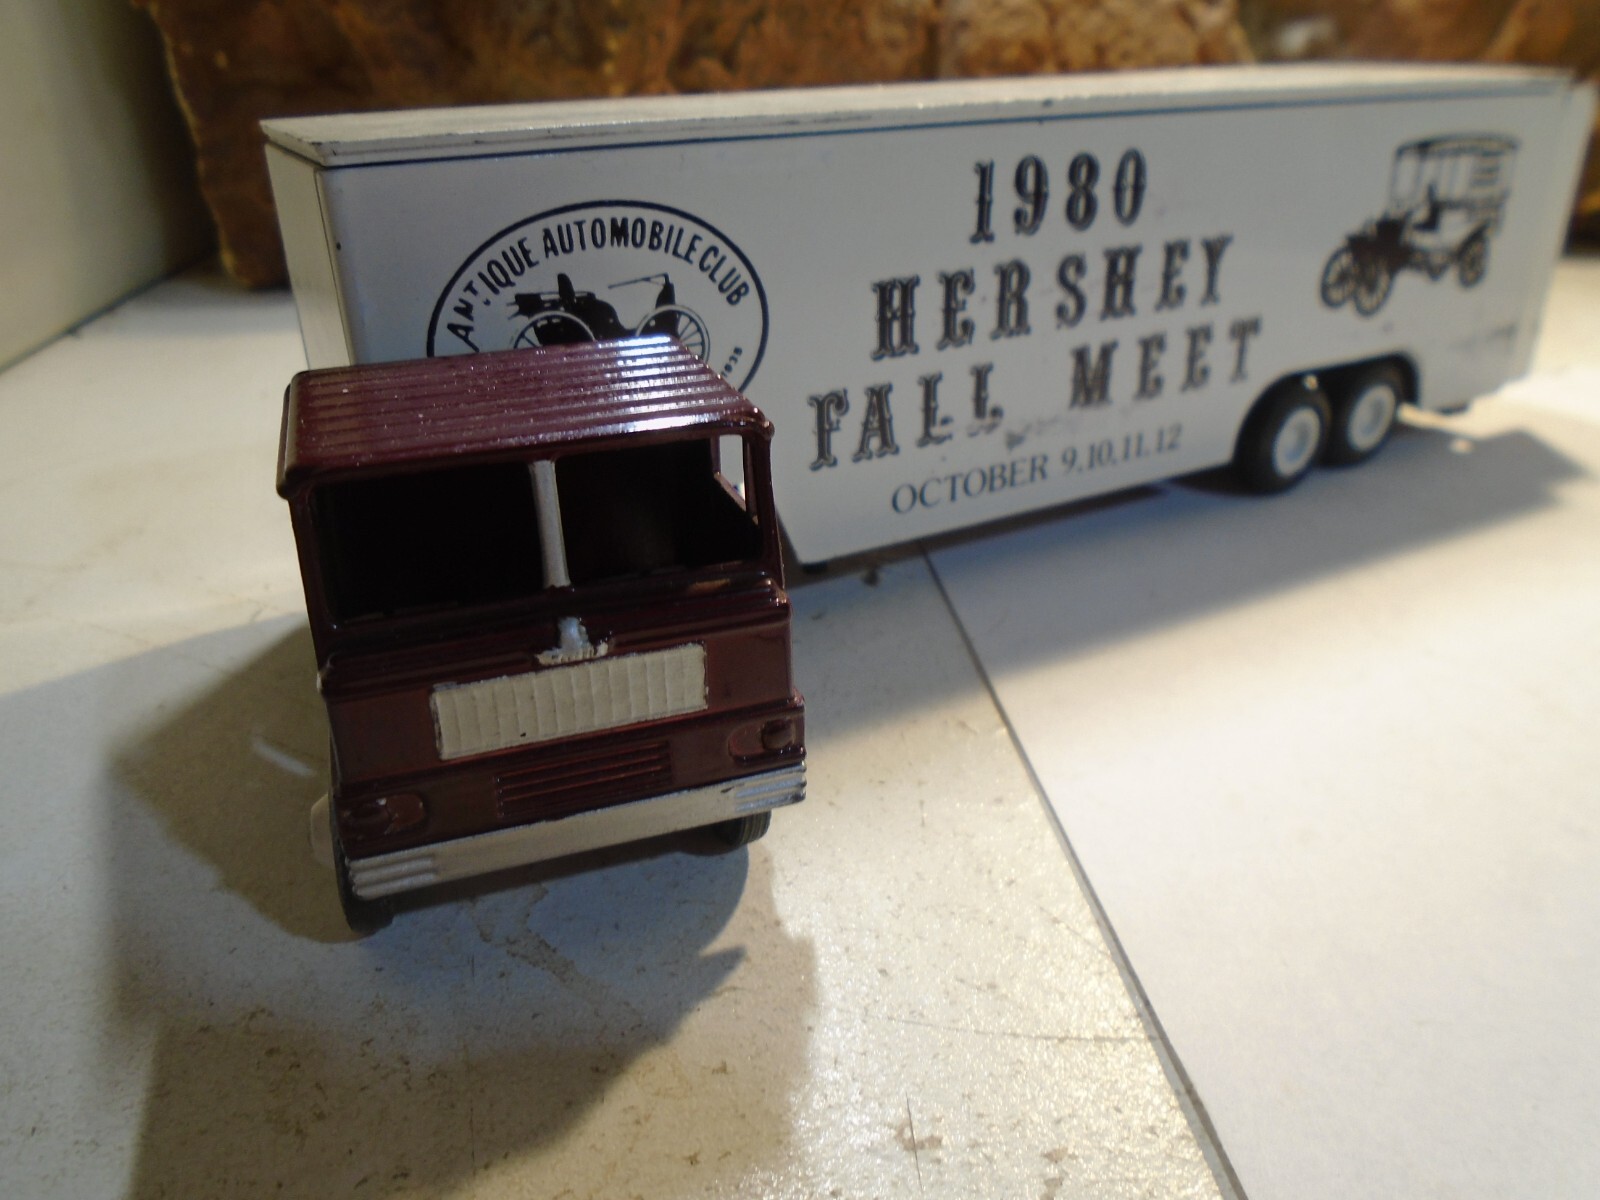 ANTIQUE AUTOMOBILE CLUB
1980
HERSHEY
FALL MEET
OCTOBER 9,10,11,12